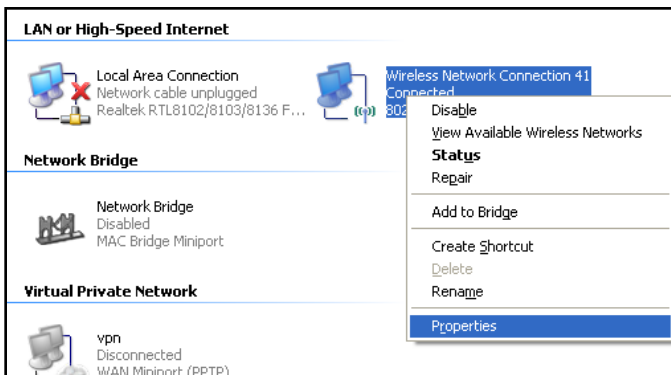 LAN or High-Speed Internet
Local Area Connection
Network cable unplugged
Realtek RTL8102/8103/8136 F...
Wireless Network Connection 41
Connected
802
Disable
View Available Wireless Networks
Status
Repair
Add to Bridge
Create Shortcut
Delete
Rename
Properties
Network Bridge
Network Bridge
Disabled
MAC Bridge Miniport
Virtual Private Network
vpn
Disconnected
WAN Miniport (PPTP)